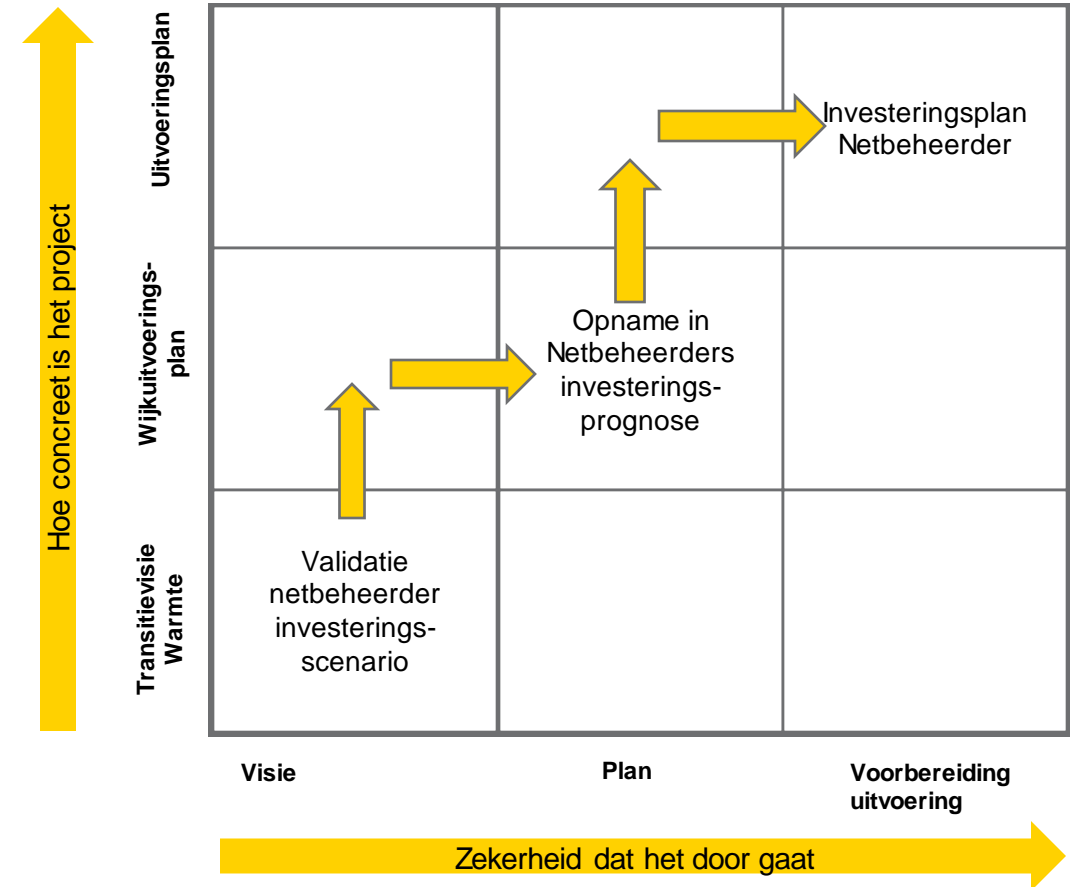 Hoe concreet is het project
Uitvoeringsplan
Wijkuitvoerings-
plan
Transitievisie
Warmte
Investeringsplan
Netbeheerder
Opname in
Netbeheerders
investerings-
prognose
Validatie
netbeheerder
investerings-
scenario
Visie
Plan
Voorbereiding
uitvoering
Zekerheid dat het door gaat